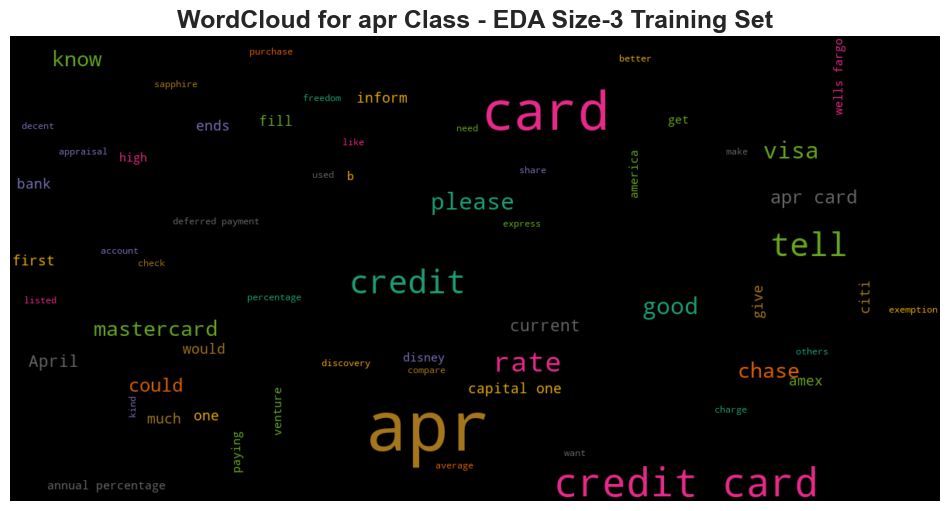 WordCloud for apr Class - EDA Size-3 Training Set
know
purchase
better
wells fargo
sapphire
freedom
inform
card
decent
ends
fill
need
get
like
appraisal
high
america
make
visa
bank
used
b
share
please
apr card
deferred payment
express
account
tell
first
check
credit
listed
percentage
good
give
citi
exemption
mastercard
current
would
April
discovery
disney
compare
rate
others
chase
amex
could
capital one
kind
much
one
venture
apr
charge
paying
average
want
annual percentage
credit card